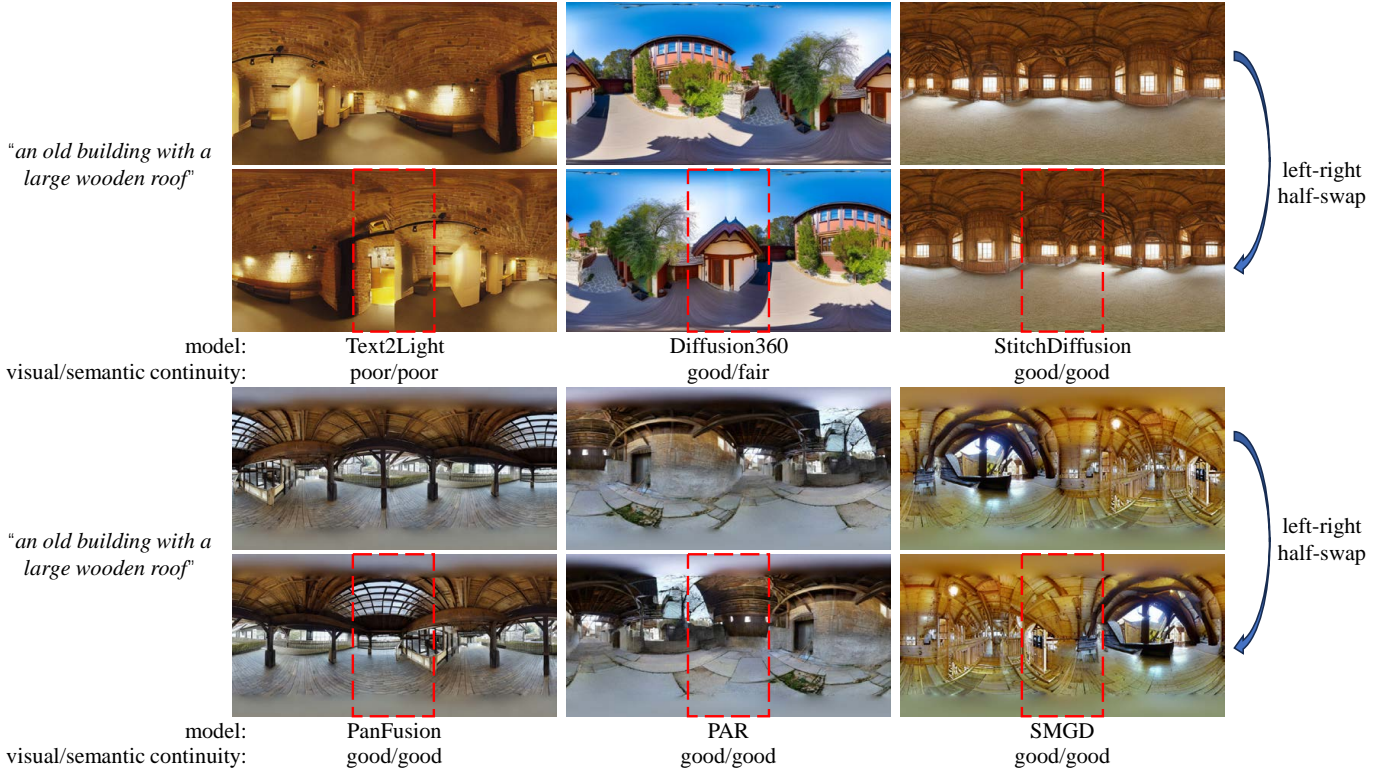 “an old building with a
large wooden roof”
left-right
half-swap
model: Text2Light Diffusion360 StitchDiffusion
visual/semantic continuity: poor/poor good/fair good/good
“an old building with a
large wooden roof”
left-right
half-swap
model: PanFusion PAR SMGD
visual/semantic continuity: good/good good/good good/good